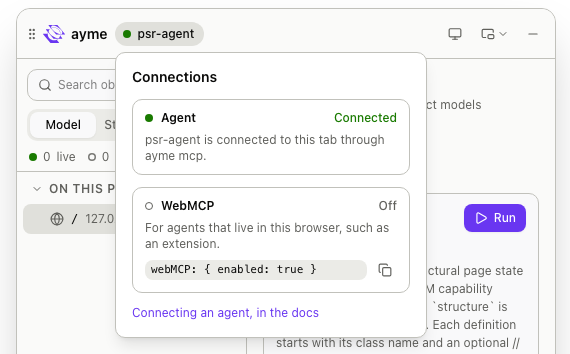 ayme psr-agent
Connections
Agent Connected
psr-agent is connected to this tab through
ayme mcp.
WebMCP Off
For agents that live in this browser, such as
an extension.
webMCP: { enabled: true }
Connecting an agent, in the docs
Search ob
Model St
0 live 0
ON THIS P
/ 127.0
ct models
Run
ctural page state
M capability
`structure` is
. Each definition
starts with its class name and an optional //